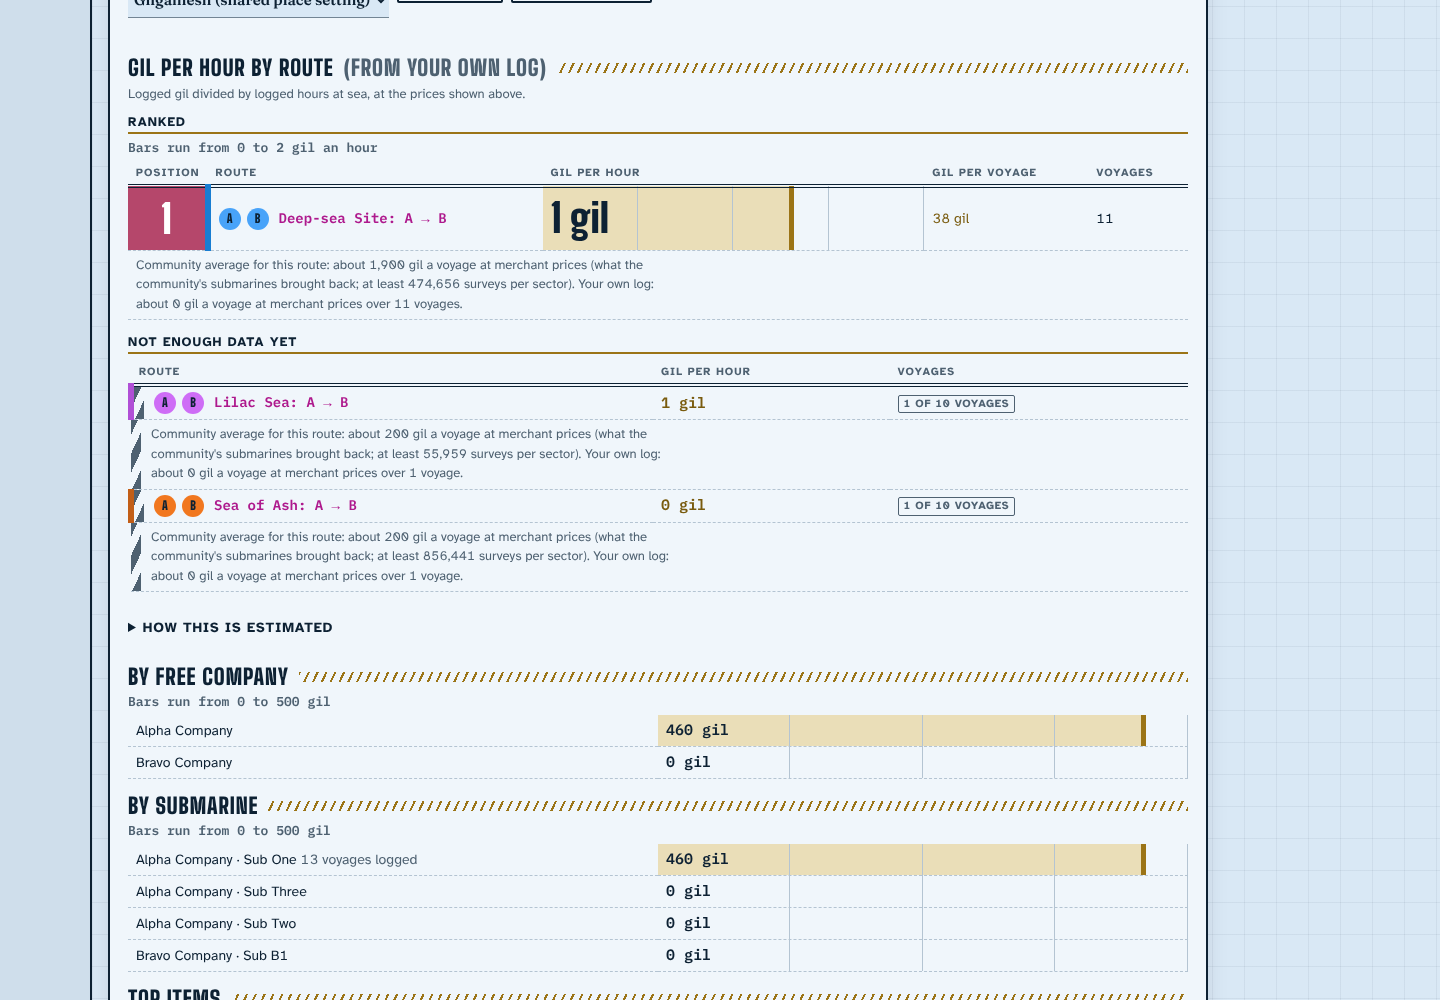 Gilgamesh (shared place setting)
GIL PER HOUR BY ROUTE (FROM YOUR OWN LOG)
Logged gil divided by logged hours at sea, at the prices shown above.
RANKED
Bars run from 0 to 2 gil an hour
POSITION ROUTE GIL PER HOUR GIL PER VOYAGE VOYAGES
1 A B Deep-sea Site: A → B 1 gil 38 gil 11
Community average for this route: about 1,900 gil a voyage at merchant prices (what the
community's submarines brought back; at least 474,656 surveys per sector). Your own log:
about 0 gil a voyage at merchant prices over 11 voyages.
NOT ENOUGH DATA YET
ROUTE GIL PER HOUR VOYAGES
A B Lilac Sea: A → B 1 gil 1 OF 10 VOYAGES
Community average for this route: about 200 gil a voyage at merchant prices (what the
community's submarines brought back; at least 55,959 surveys per sector). Your own log:
about 0 gil a voyage at merchant prices over 1 voyage.
A B Sea of Ash: A → B 0 gil 1 OF 10 VOYAGES
Community average for this route: about 200 gil a voyage at merchant prices (what the
community's submarines brought back; at least 856,441 surveys per sector). Your own log:
about 0 gil a voyage at merchant prices over 1 voyage.
▶ HOW THIS IS ESTIMATED
BY FREE COMPANY
Bars run from 0 to 500 gil
Alpha Company 460 gil
Bravo Company 0 gil
BY SUBMARINE
Bars run from 0 to 500 gil
Alpha Company · Sub One 13 voyages logged 460 gil
Alpha Company · Sub Three 0 gil
Alpha Company · Sub Two 0 gil
Bravo Company · Sub B1 0 gil
TOP ITEMS